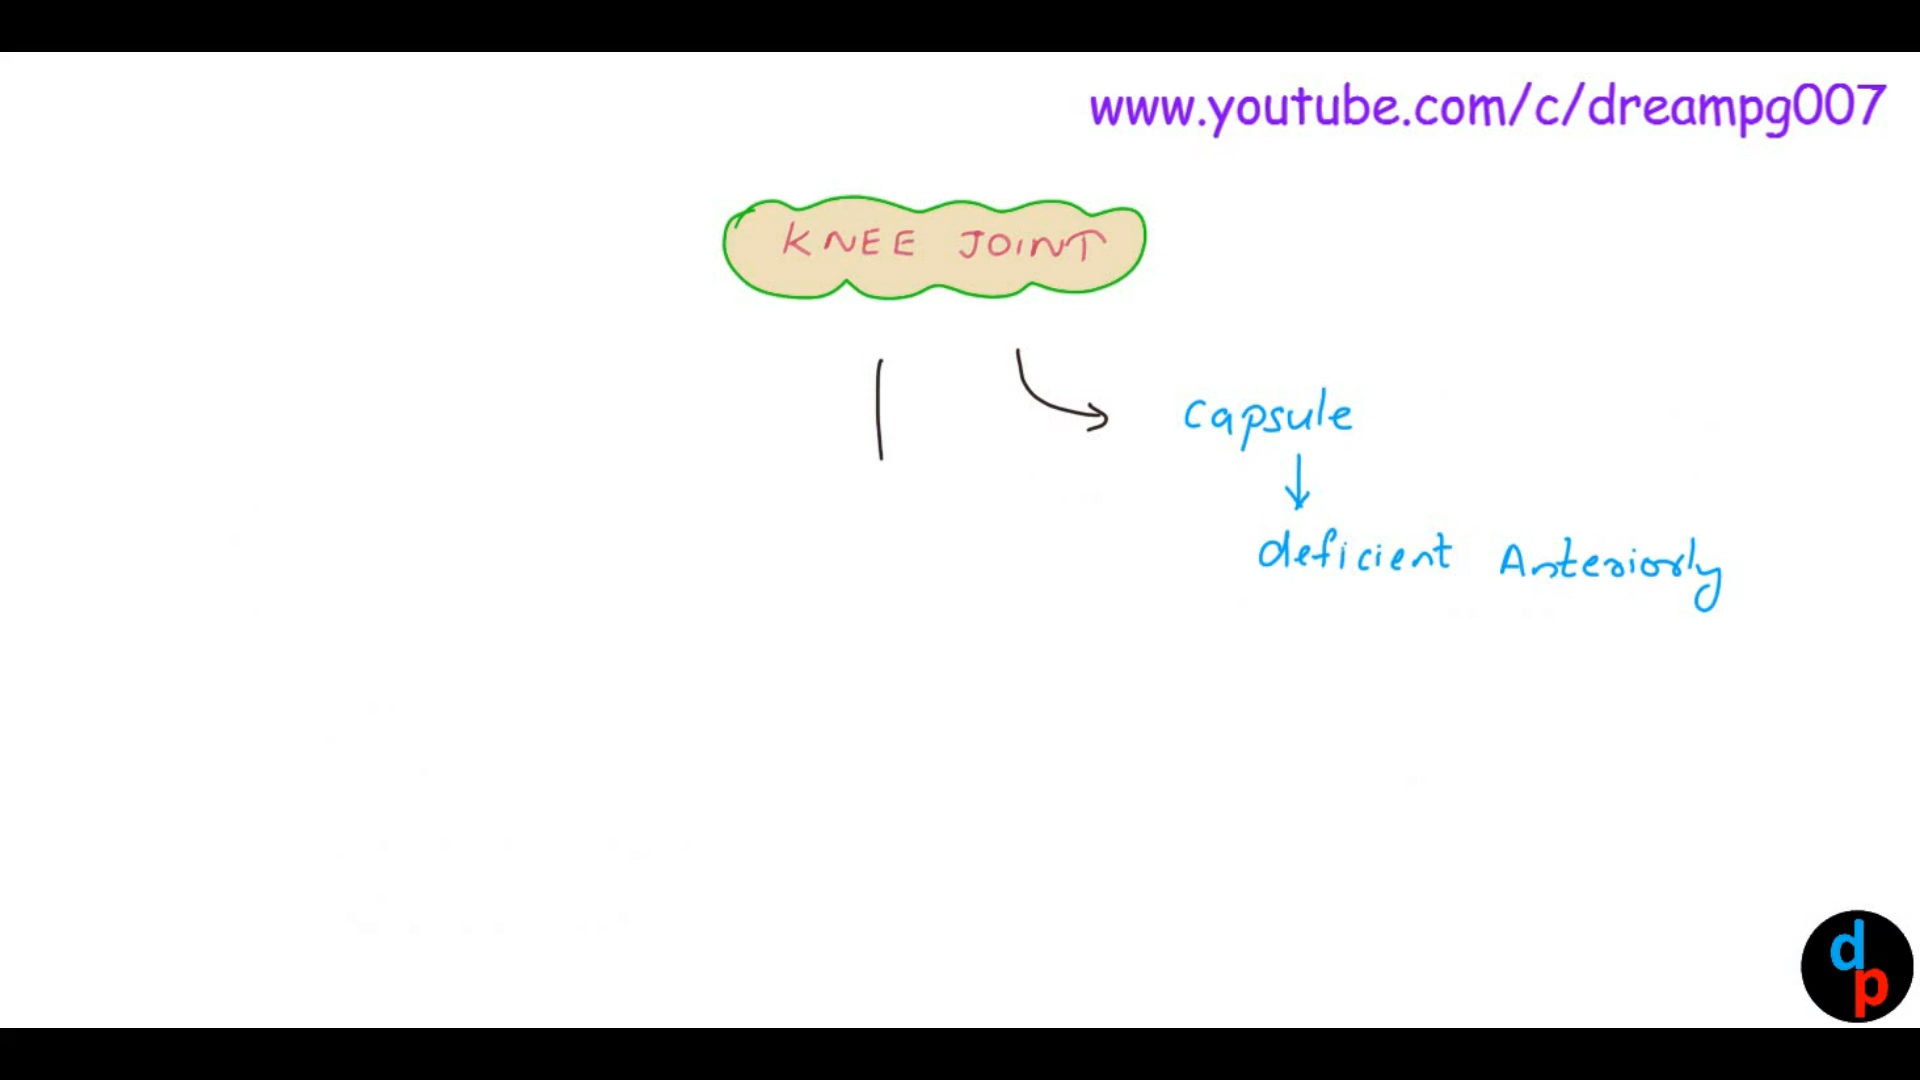 www.youtube.com/c/dreampg007
KNEE JOINT
capsule
deficient Anteriorly
dp